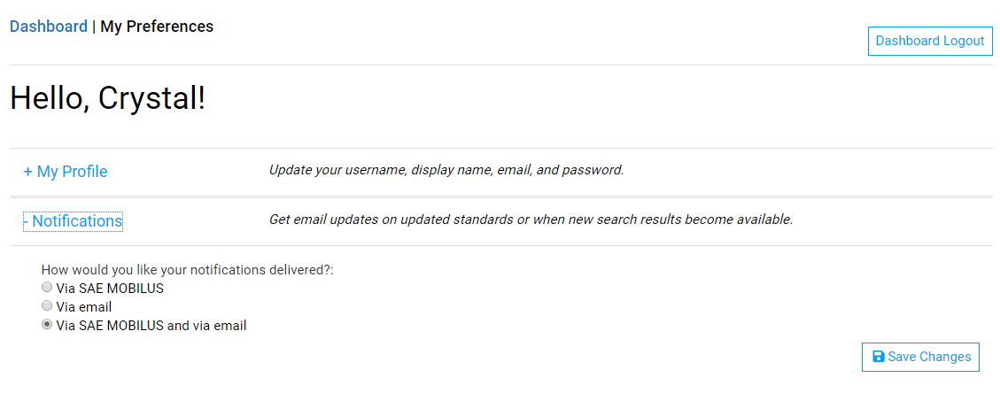 Dashboard | My Preferences
Dashboard Logout
Hello, Crystal!
+ My Profile
Update your username, display name, email, and password.
- Notifications
Get email updates on updated standards or when new search results become available.
How would you like your notifications delivered?:
Via SAE MOBILUS
Via email
Via SAE MOBILUS and via email
Save Changes